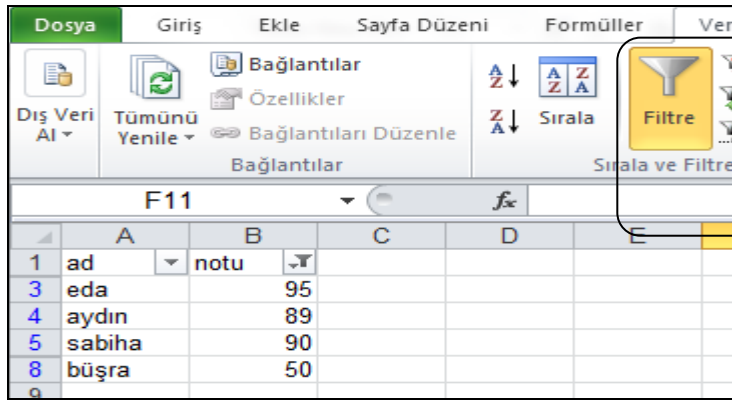 Dosya Giriş Ekle Sayfa Düzeni Formüller Ver
Dış Veri Al
Tümünü Yenile
Bağlantılar
Özellikler
Bağlantıları Düzenle
Bağlantılar
Sırala
Filtre
Sırala ve Filtre
F11 fx
A B C D E
1 ad notu
3 eda 95
4 aydın 89
5 sabiha 90
8 büşra 50
9